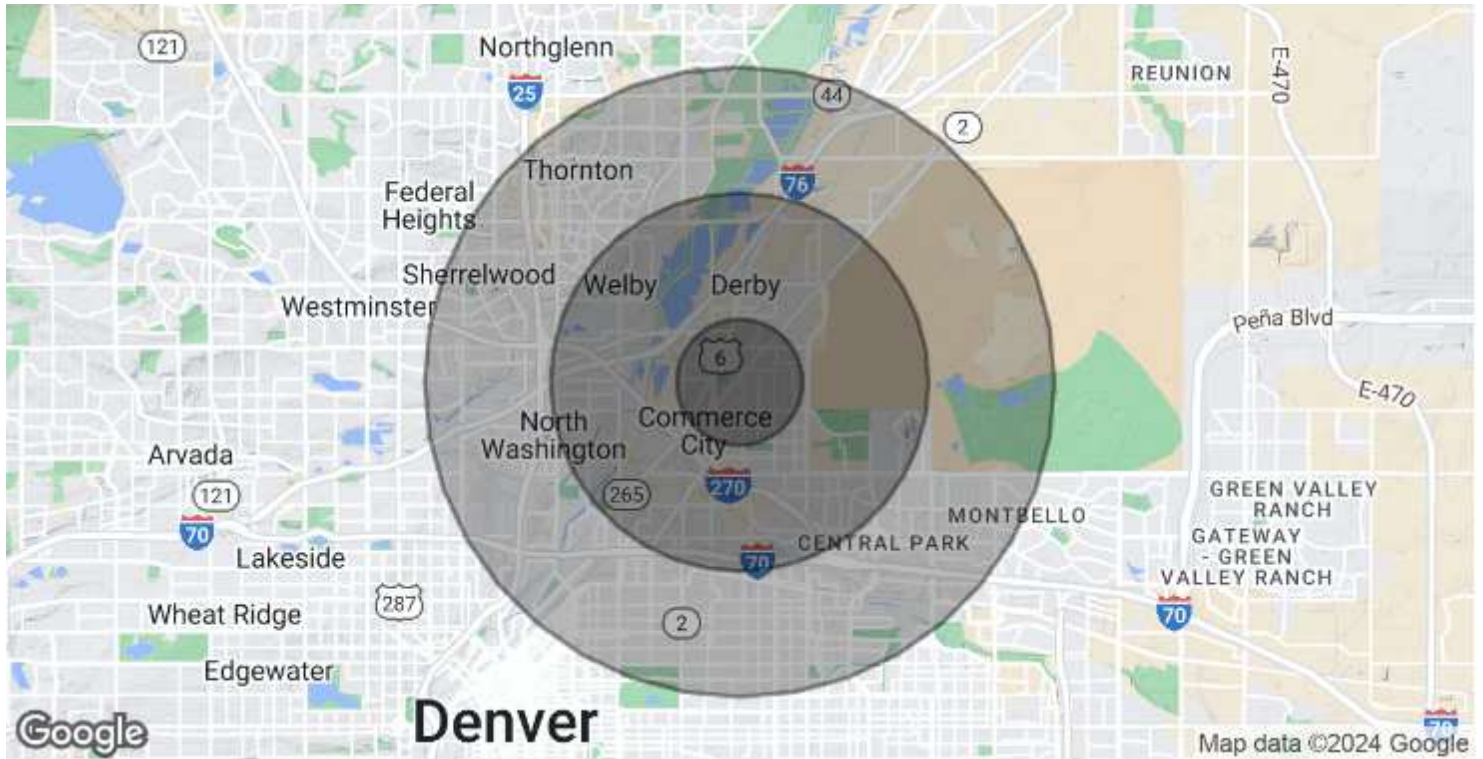 121
Northglenn
25
44
REUNION
E-470
2
Thornton
76
Federal
Heights
Sherrelwood
Welby
Derby
Westminster
Peña Blvd
6
E-470
North
Washington
Commerce
City
Arvada
121
265
270
GREEN VALLEY
RANCH
MONTBELLO
70
CENTRAL PARK
GATEWAY
- GREEN
VALLEY RANCH
Lakeside
70
287
Wheat Ridge
2
70
Edgewater
Denver
70
Google
Map data ©2024 Google